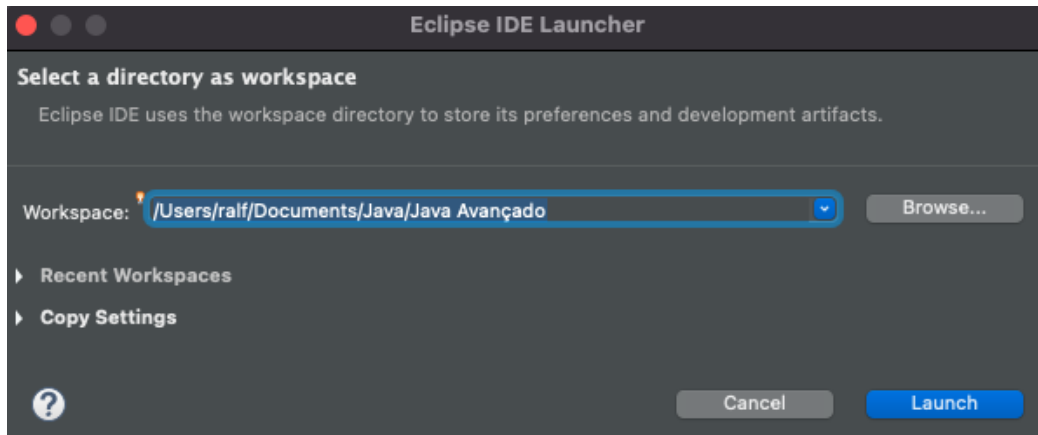 Eclipse IDE Launcher
Select a directory as workspace
Eclipse IDE uses the workspace directory to store its preferences and development artifacts.
Workspace: /Users/ralf/Documents/Java/Java Avançado Browse...
Recent Workspaces
Copy Settings
? Cancel Launch